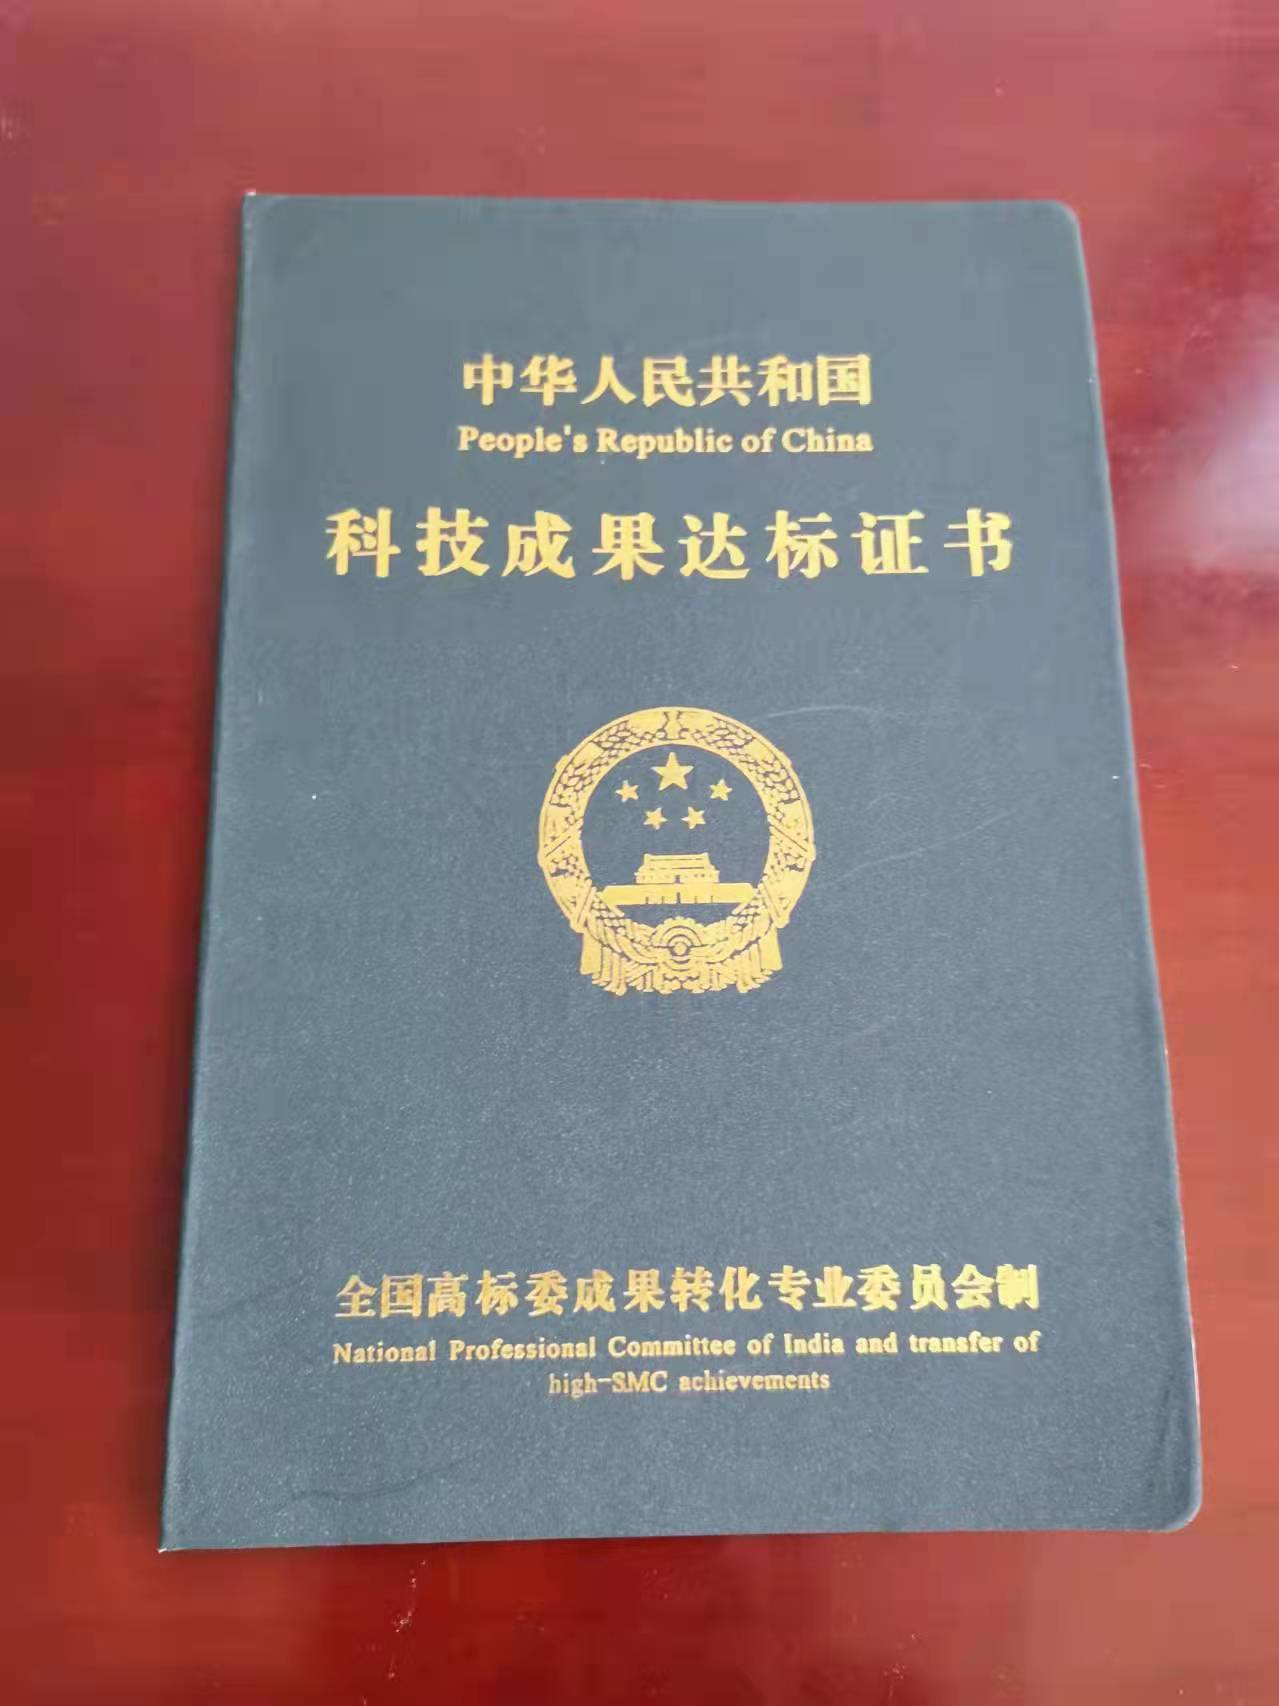 中华人民共和国
People's Republic of China
科技成果达标证书
全国高标委成果转化专业委员会制
National Professional Committee of India and transfer of
high-SMC achievements